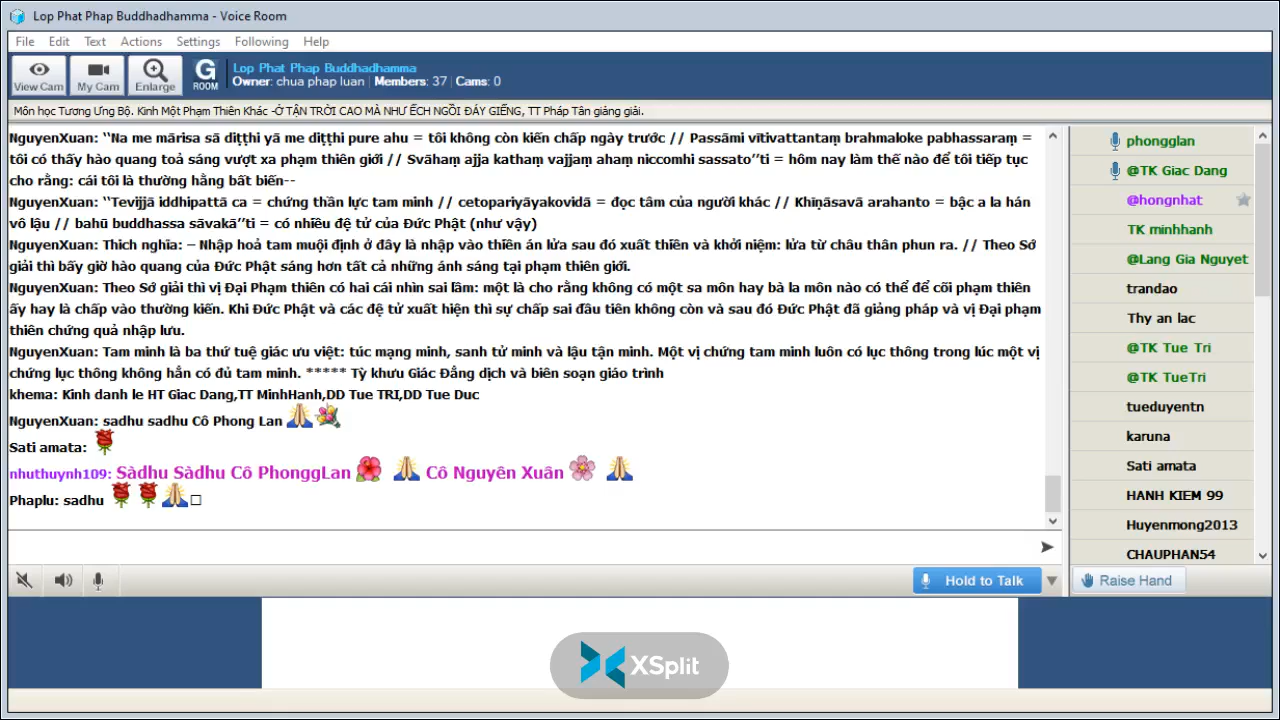 Lop Phat Phap Buddhadhamma - Voice Room
File Edit Text Actions Settings Following Help
View Cam My Cam Enlarge G ROOM
Lop Phat Phap Buddhadhamma
Owner: chua phap luan | Members: 37 | Cams: 0
Môn học Tương Ưng Bộ. Kinh Một Phạm Thiên Khác -Ở TẬN TRỜI CAO MÀ NHƯ ẾCH NGỒI ĐÁY GIẾNG, TT Pháp Tân giảng giải.
NguyenXuan: ‘‘Na me mārisa sā diṭṭhi yā me diṭṭhi pure ahu = tôi không còn kiến chấp ngày trước // Passāmi vītivattantaṃ brahmaloke pabhassaraṃ =
tôi có thấy hào quang toả sáng vượt xa phạm thiên giới // Svāhaṃ ajja kathaṃ vajjaṃ ahaṃ niccomhi sassato’’ti = hôm nay làm thế nào để tôi tiếp tục
cho rằng: cái tôi là thường hằng bất biến--
NguyenXuan: ‘‘Tevijjā iddhipattā ca = chứng thần lực tam minh // cetopariyāyakovidā = đọc tâm của người khác // Khīṇāsavā arahanto = bậc a la hán
vô lậu // bahū buddhassa sāvakā’’ti = có nhiều đệ tử của Đức Phật (như vậy)
NguyenXuan: Thích nghĩa: – Nhập hoả tam muội định ở đây là nhập vào thiền án lửa sau đó xuất thiền và khởi niệm: lửa từ châu thân phun ra. // Theo Sớ
giải thì bấy giờ hào quang của Đức Phật sáng hơn tất cả những ánh sáng tại phạm thiên giới.
NguyenXuan: Theo Sớ giải thì vị Đại Phạm thiên có hai cái nhìn sai lầm: một là cho rằng không có một sa môn hay bà la môn nào có thể để cõi phạm thiên
ấy hay là chấp vào thường kiến. Khi Đức Phật và các đệ tử xuất hiện thì sự chấp sai đầu tiên không còn và sau đó Đức Phật đã giảng pháp và vị Đại phạm
thiên chứng quả nhập lưu.
NguyenXuan: Tam minh là ba thứ tuệ giác ưu việt: túc mạng minh, sanh tử minh và lậu tận minh. Một vị chứng tam minh luôn có lục thông trong lúc một vị
chứng lục thông không hẳn có đủ tam minh. ***** Tỳ khưu Giác Đẳng dịch và biên soạn giáo trình
khema: Kinh danh le HT Giac Dang,TT MinhHanh,DD Tue TRI,DD Tue Duc
NguyenXuan: sadhu sadhu Cô Phong Lan
Sati amata:
nhuthuynh109: Sàdhu Sàdhu Cô PhonggLan Cô Nguyên Xuân
Phaplu: sadhu
phongglan
@TK Giac Dang
@hongnhat
TK minhhanh
@Lang Gia Nguyet
trandao
Thy an lac
@TK Tue Tri
@TK TueTri
tueduyentn
karuna
Sati amata
HANH KIEM 99
Huyenmong2013
CHAUPHAN54
Hold to Talk
Raise Hand
XSplit